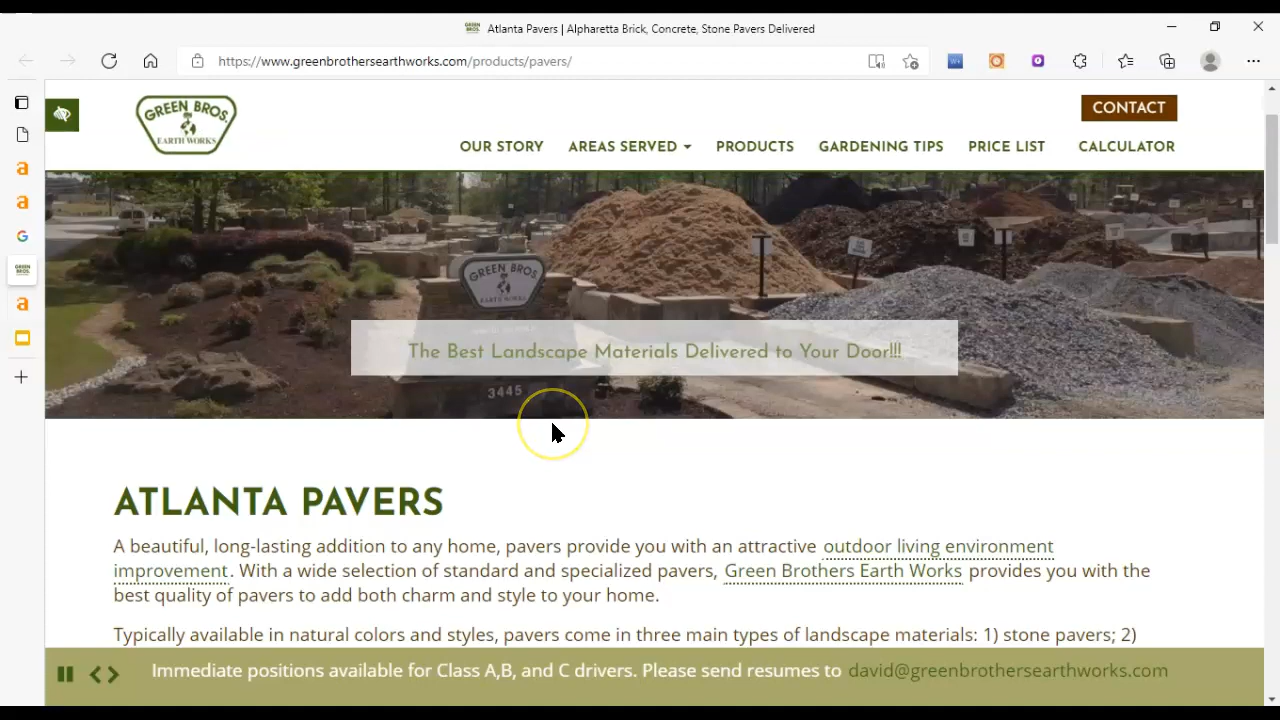 Atlanta Pavers | Alpharetta Brick, Concrete, Stone Pavers Delivered
https://www.greenbrothersearthworks.com/products/pavers/
GREEN BROS.
EARTH WORKS
CONTACT
OUR STORY AREAS SERVED PRODUCTS GARDENING TIPS PRICE LIST CALCULATOR
GREEN BROS.
EARTH WORKS
The Best Landscape Materials Delivered to Your Door!!!
3445
ATLANTA PAVERS
A beautiful, long-lasting addition to any home, pavers provide you with an attractive outdoor living environment
improvement. With a wide selection of standard and specialized pavers, Green Brothers Earth Works provides you with the
best quality of pavers to add both charm and style to your home.
Typically available in natural colors and styles, pavers come in three main types of landscape materials: 1) stone pavers; 2)
Immediate positions available for Class A,B, and C drivers. Please send resumes to david@greenbrothersearthworks.com